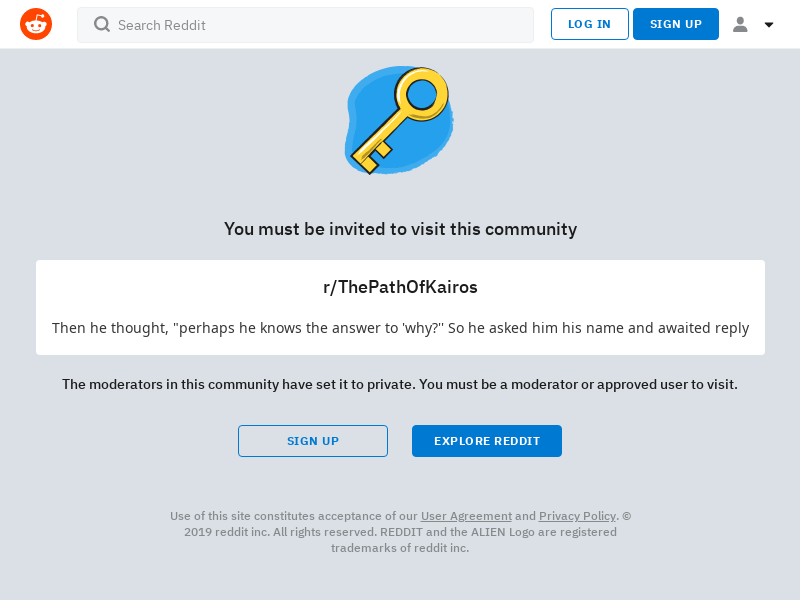 Search Reddit
LOG IN
SIGN UP
You must be invited to visit this community
r/ThePathOfKairos
Then he thought, "perhaps he knows the answer to 'why?'' So he asked him his name and awaited reply
The moderators in this community have set it to private. You must be a moderator or approved user to visit.
SIGN UP
EXPLORE REDDIT
Use of this site constitutes acceptance of our User Agreement and Privacy Policy. ©
2019 reddit inc. All rights reserved. REDDIT and the ALIEN Logo are registered
trademarks of reddit inc.